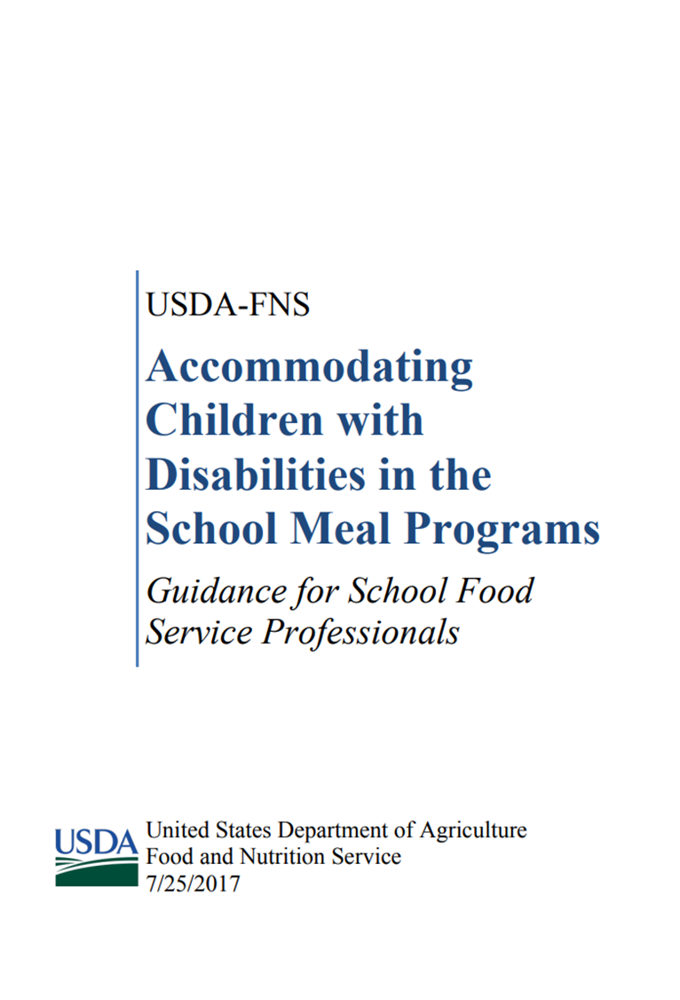 USDA-FNS
Accommodating
Children with
Disabilities in the
School Meal Programs
Guidance for School Food
Service Professionals
USDA
United States Department of Agriculture
Food and Nutrition Service
7/25/2017